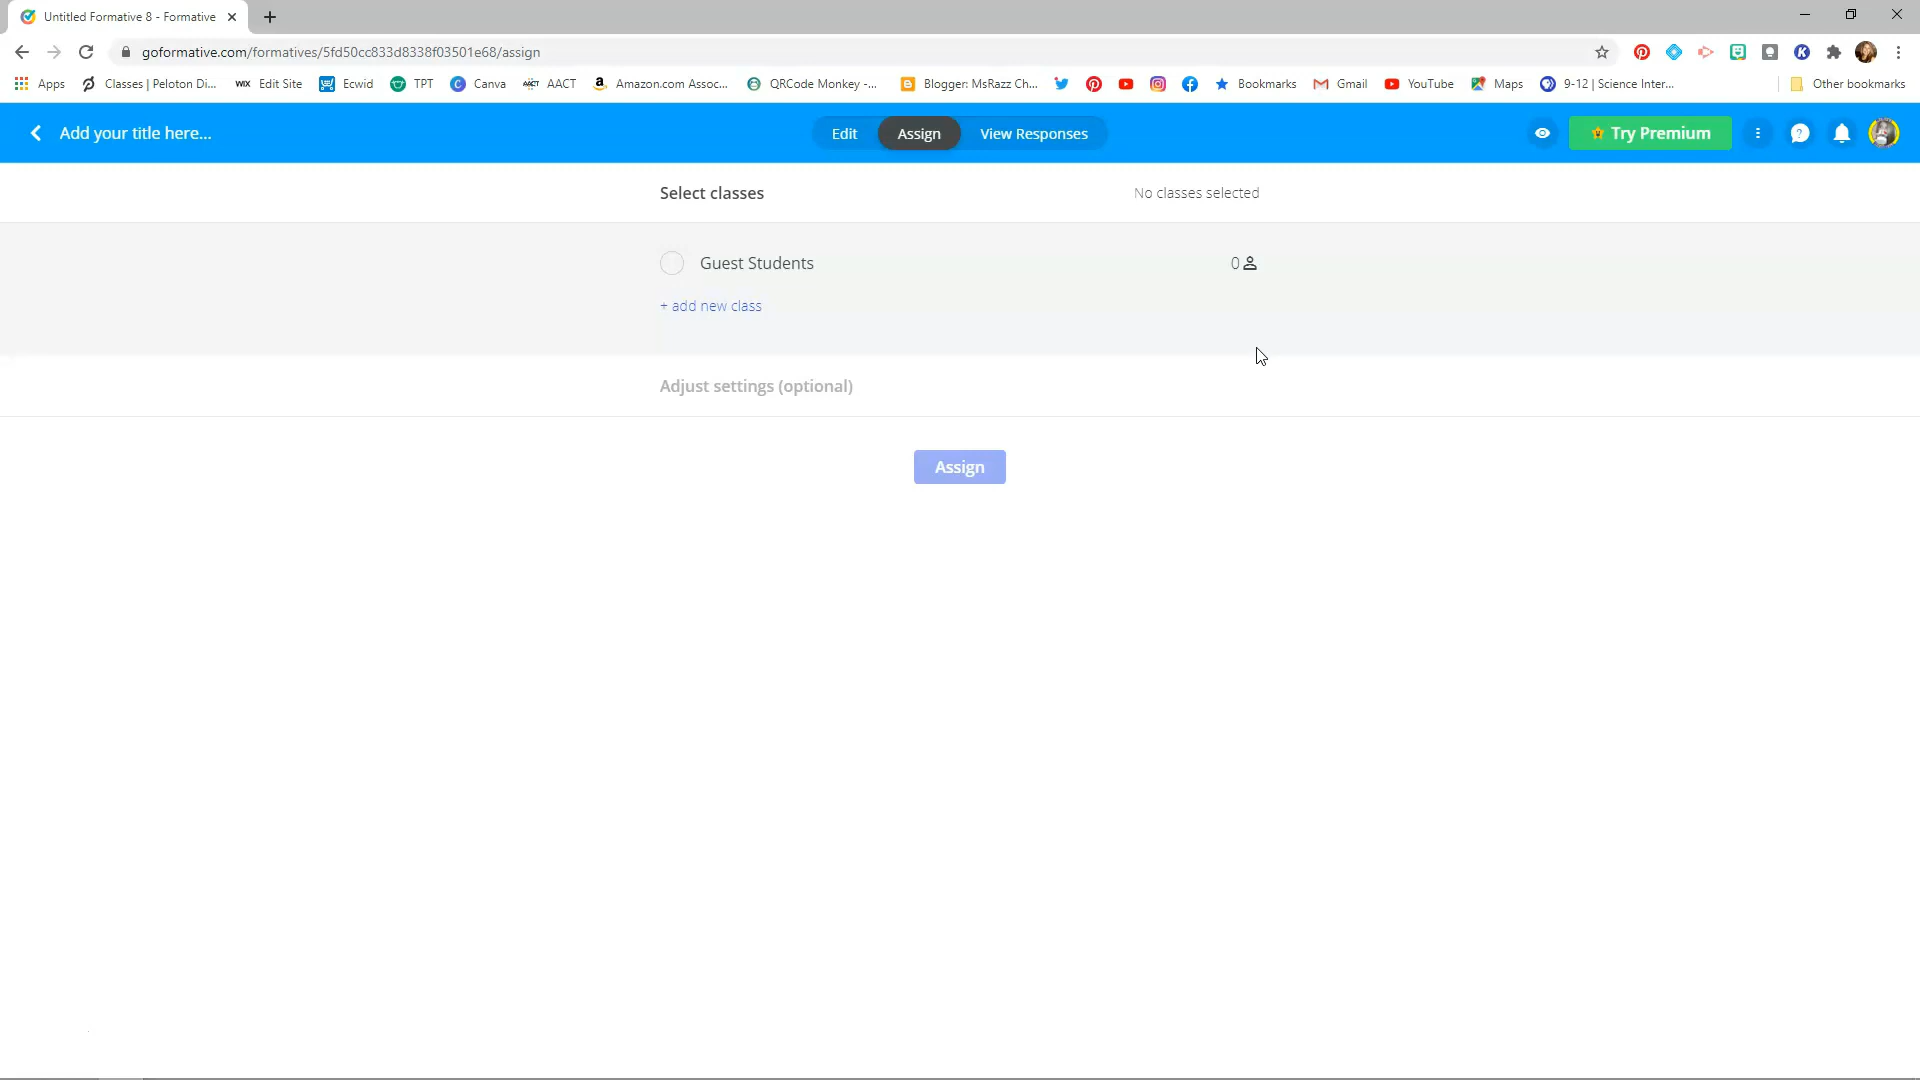 Untitled Formative 8 - Formative
goformative.com/formatives/5fd50cc833d8338f03501e68/assign
Apps Classes | Peloton Di... WIX Edit Site Ecwid TPT Canva AACT AACT Amazon.com Assoc... QRCode Monkey -... Blogger: MsRazz Ch... Bookmarks Gmail YouTube Maps 9-12 | Science Inter... Other bookmarks
Add your title here... Edit Assign View Responses Try Premium
Select classes No classes selected
Guest Students 0
+ add new class
Adjust settings (optional)
Assign